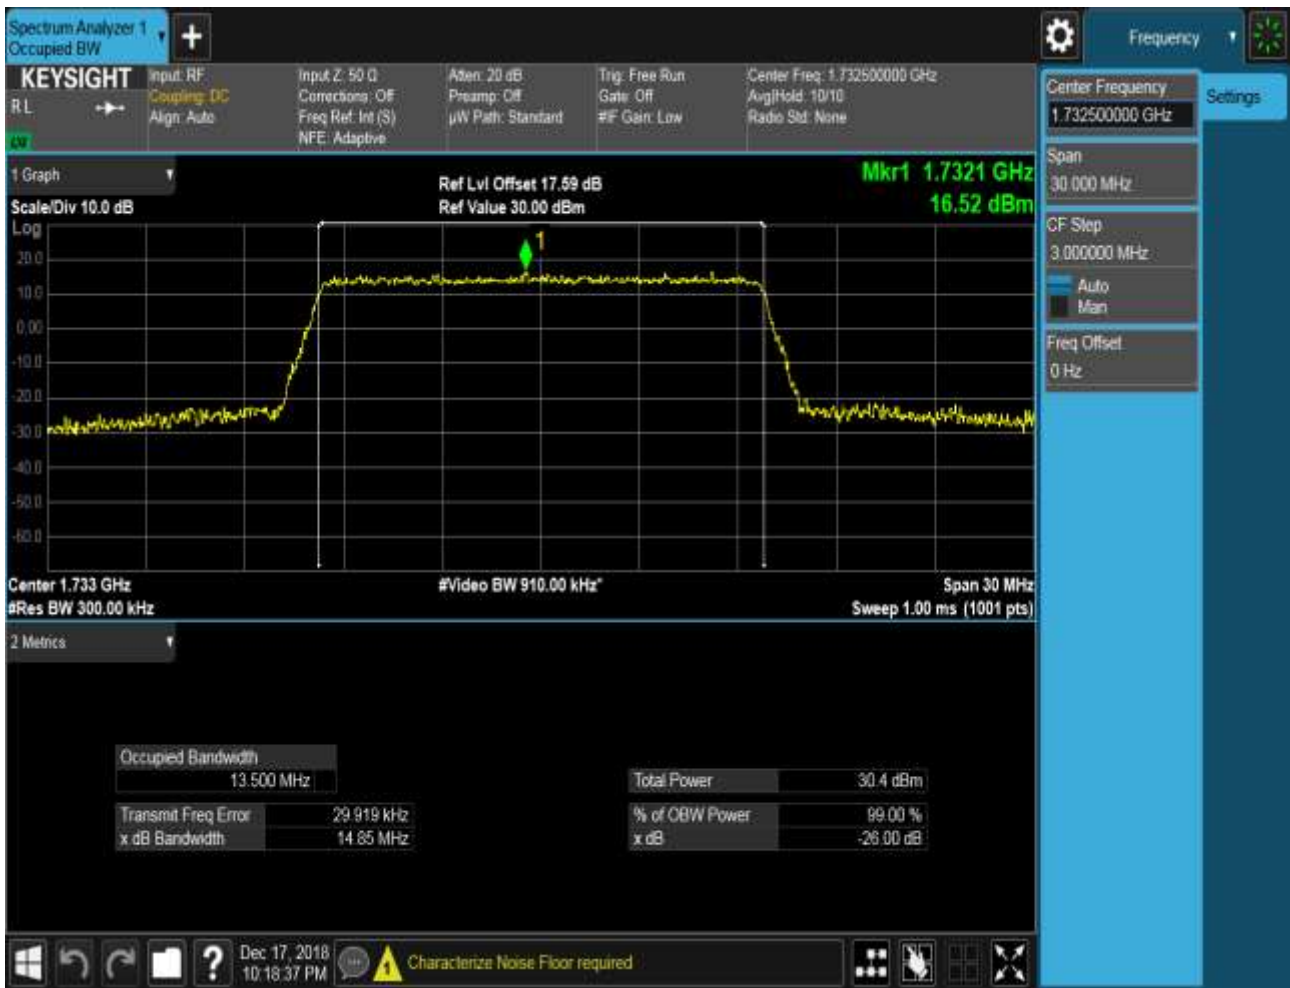 Spectrum Analyzer 1
Occupied BW
Frequency
KEYSIGHT
R L
Input: RF
Coupling: DC
Align: Auto
Input Z: 50 Ω
Corrections: Off
Freq Ref: Int (S)
NFE: Adaptive
Atten: 20 dB
Preamp: Off
µW Path: Standard
Trig: Free Run
Gate: Off
#IF Gain: Low
Center Freq: 1.732500000 GHz
Avg|Hold: 10/10
Radio Std: None
Center Frequency
1.732500000 GHz
Settings
Span
30.000 MHz
CF Step
3.000000 MHz
Auto
Man
Freq Offset
0 Hz
1 Graph
Scale/Div 10.0 dB
Ref Lvl Offset 17.59 dB
Ref Value 30.00 dBm
Mkr1 1.7321 GHz
16.52 dBm
Log
1
20.0
10.0
0.00
-10.0
-20.0
-30.0
-40.0
-50.0
-60.0
Center 1.733 GHz
#Video BW 910.00 kHz*
Span 30 MHz
#Res BW 300.00 kHz
Sweep 1.00 ms (1001 pts)
2 Metrics
Occupied Bandwidth
13.500 MHz
Total Power 30.4 dBm
Transmit Freq Error 29.919 kHz
% of OBW Power 99.00 %
x dB Bandwidth 14.85 MHz
x dB -26.00 dB
?
Dec 17, 2018
10:18:37 PM
1
Characterize Noise Floor required